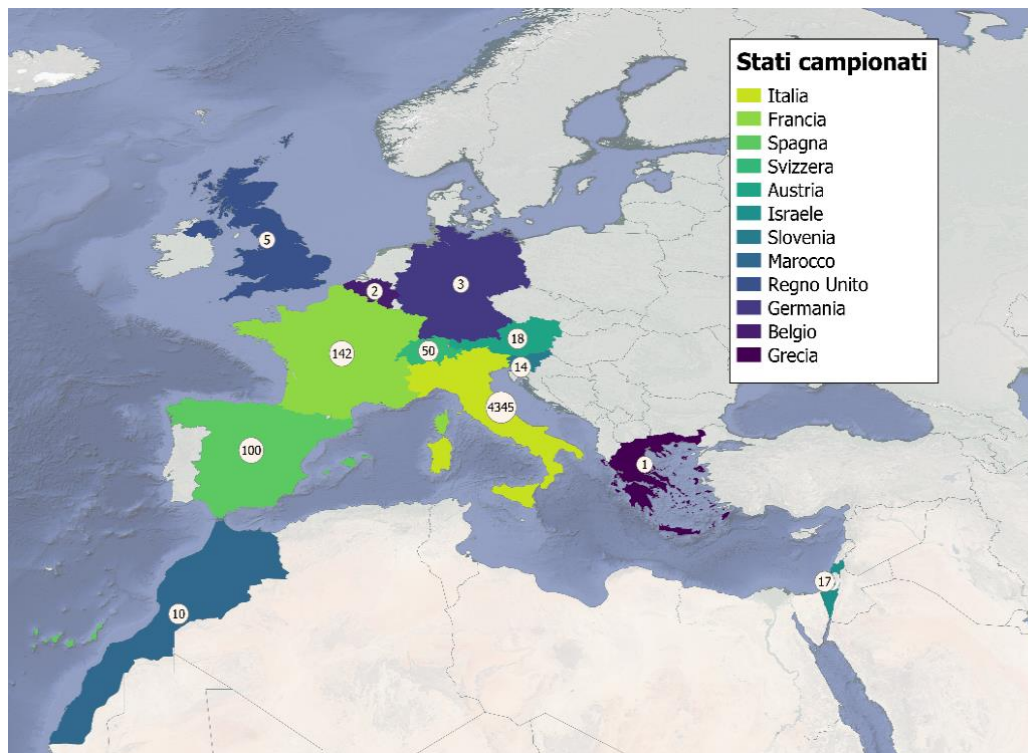 Stati campionati
Italia
Francia
Spagna
Svizzera
Austria
Israele
Slovenia
Marocco
Regno Unito
Germania
Belgio
Grecia
5
2
3
142
50
18
14
4345
100
1
17
10